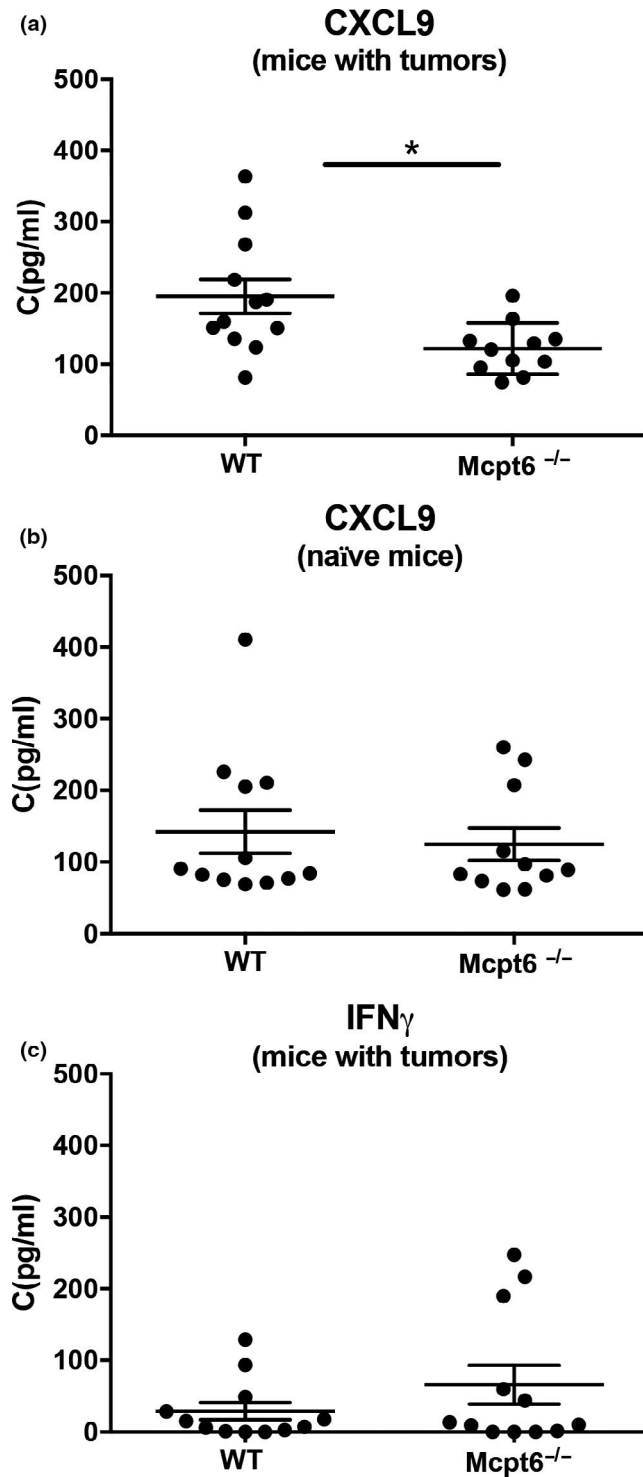 (a)
CXCL9
(mice with tumors)
500
400
300
200
100
0
C(pg/ml)
*
WT
Mcpt6 –/–
(b)
CXCL9
(naïve mice)
500
400
300
200
100
0
C(pg/ml)
WT
Mcpt6 –/–
(c)
IFNγ
(mice with tumors)
500
400
300
200
100
0
C(pg/ml)
WT
Mcpt6–/–